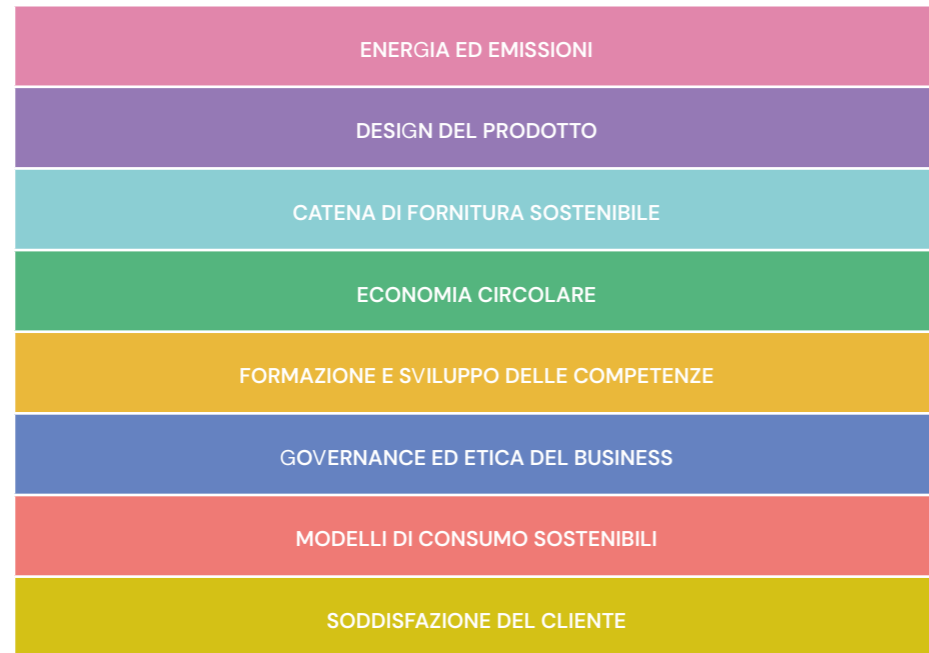 ENERGIA ED EMISSIONI
DESIGN DEL PRODOTTO
CATENA DI FORNITURA SOSTENIBILE
ECONOMIA CIRCOLARE
FORMAZIONE E SVILUPPO DELLE COMPETENZE
GOVERNANCE ED ETICA DEL BUSINESS
MODELLI DI CONSUMO SOSTENIBILI
SODDISFAZIONE DEL CLIENTE